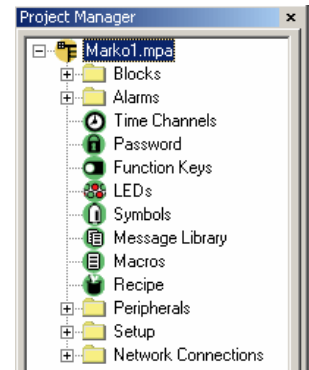 Project Manager
Marko1.mpa
Blocks
Alarms
Time Channels
Password
Function Keys
LEDs
Symbols
Message Library
Macros
Recipe
Peripherals
Setup
Network Connections